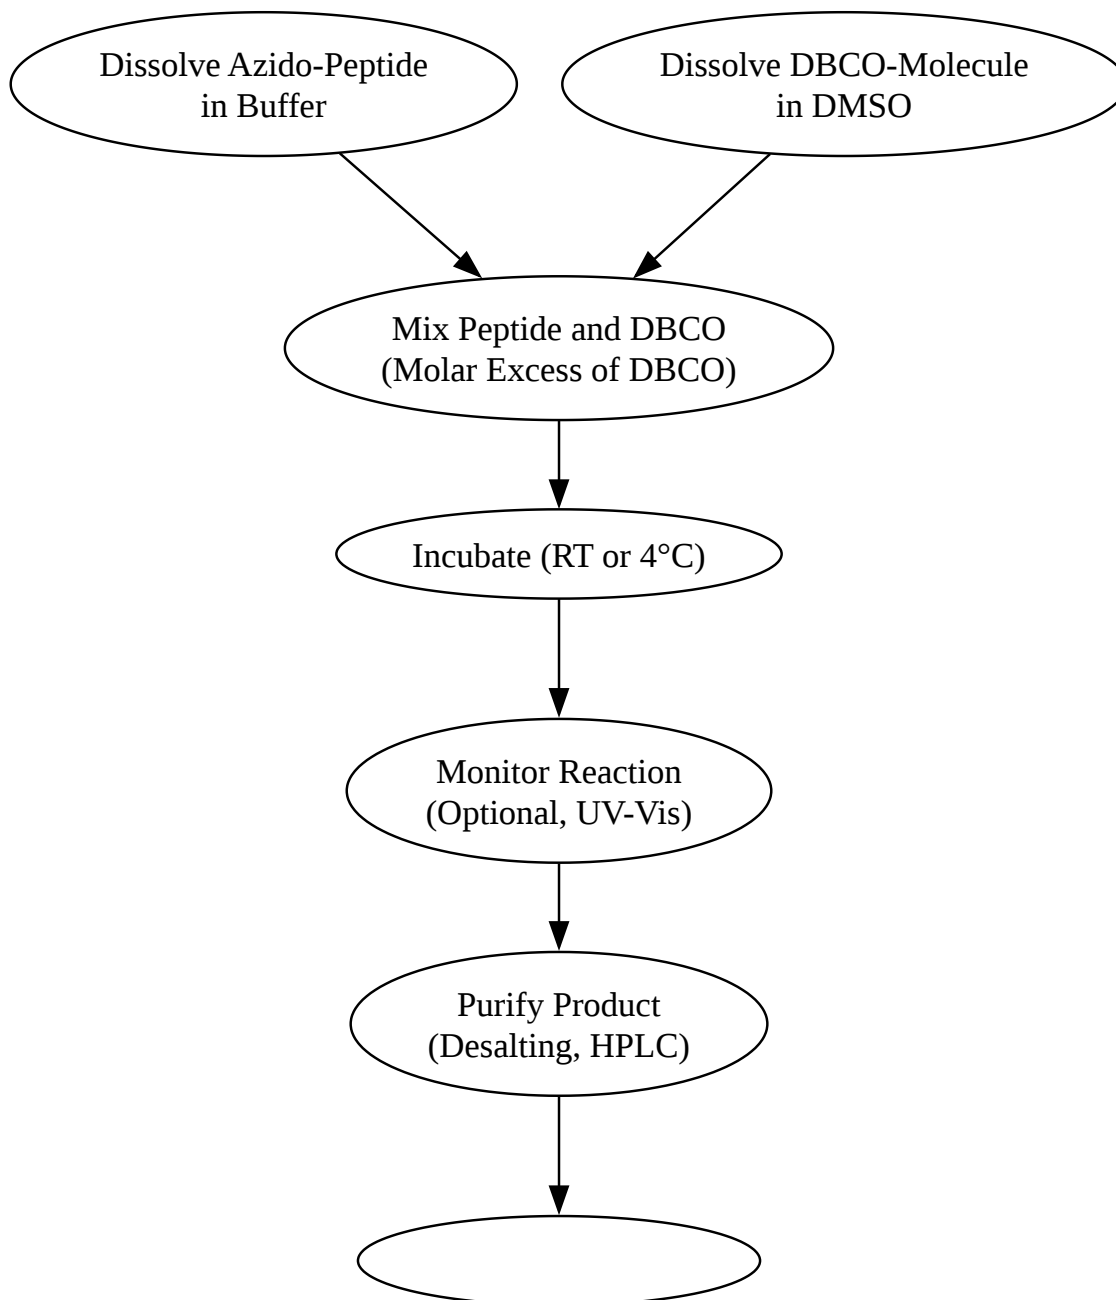 Dissolve Azido-Peptide
in Buffer
Dissolve DBCO-Molecule
in DMSO
Mix Peptide and DBCO
(Molar Excess of DBCO)
Incubate (RT or 4°C)
Monitor Reaction
(Optional, UV-Vis)
Purify Product
(Desalting, HPLC)